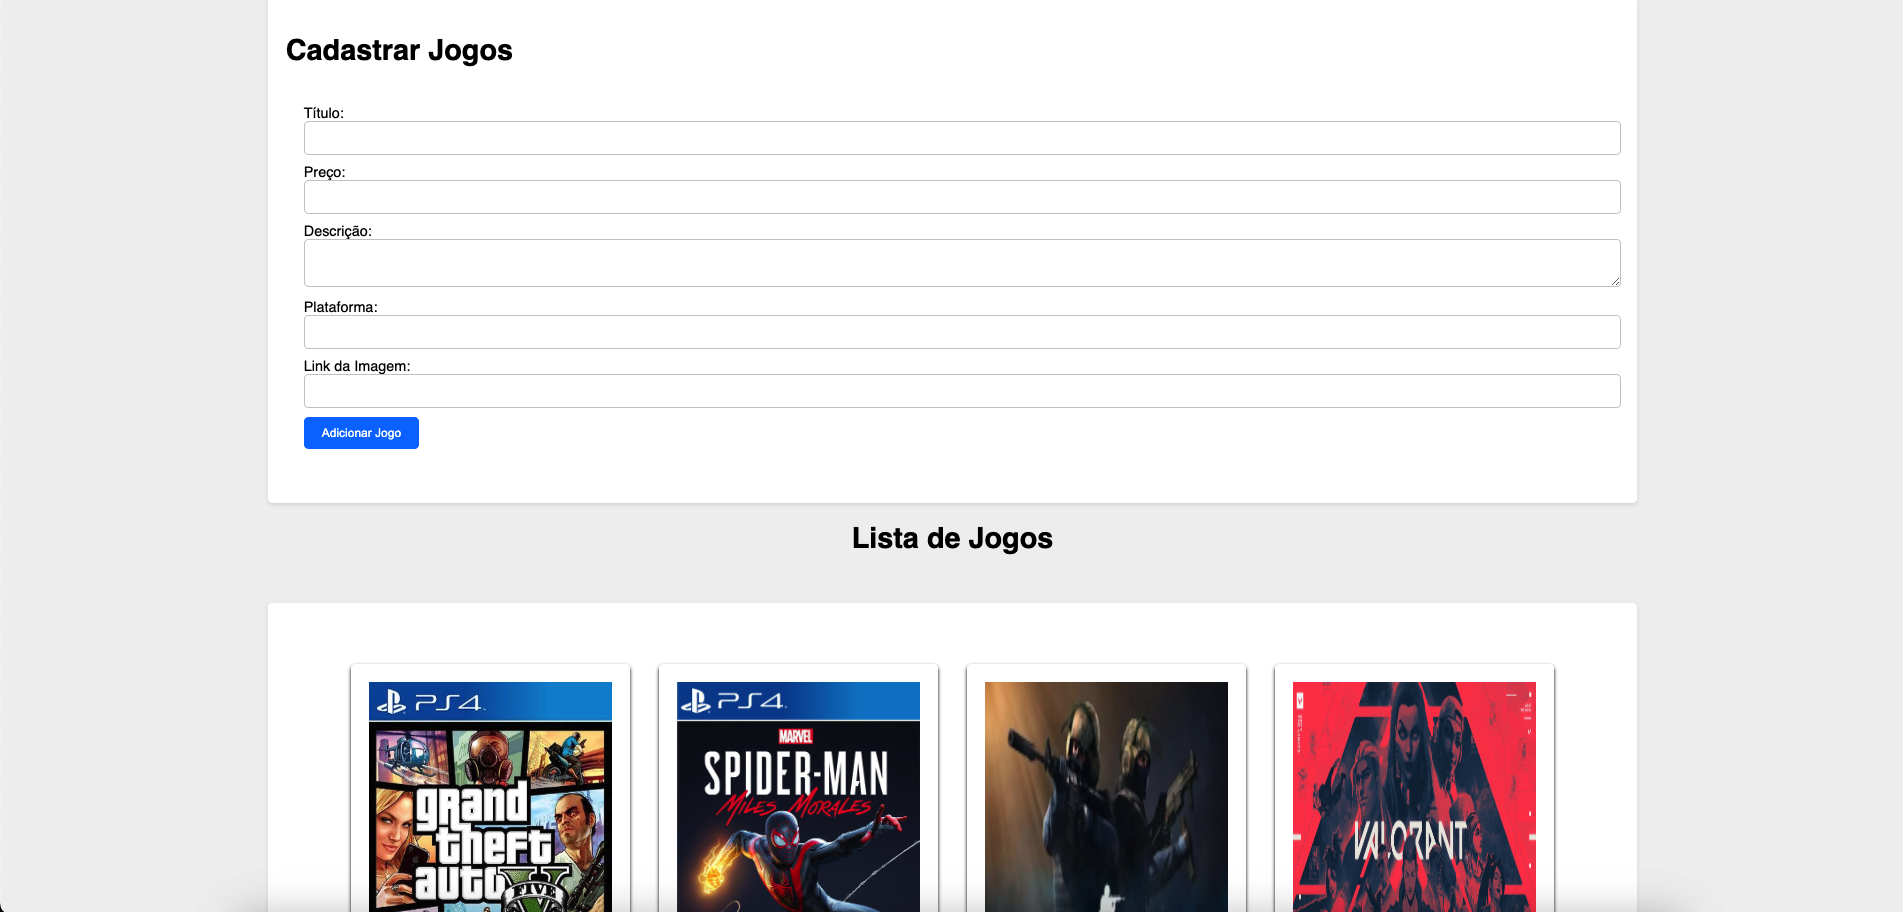 Cadastrar Jogos
Título:
Preço:
Descrição:
Plataforma:
Link da Imagem:
Adicionar Jogo
Lista de Jogos
PS4
grand
theft
auto
V
FIVE
PS4
MARVEL
SPIDER-MAN
MILES MORALES
VALORANT